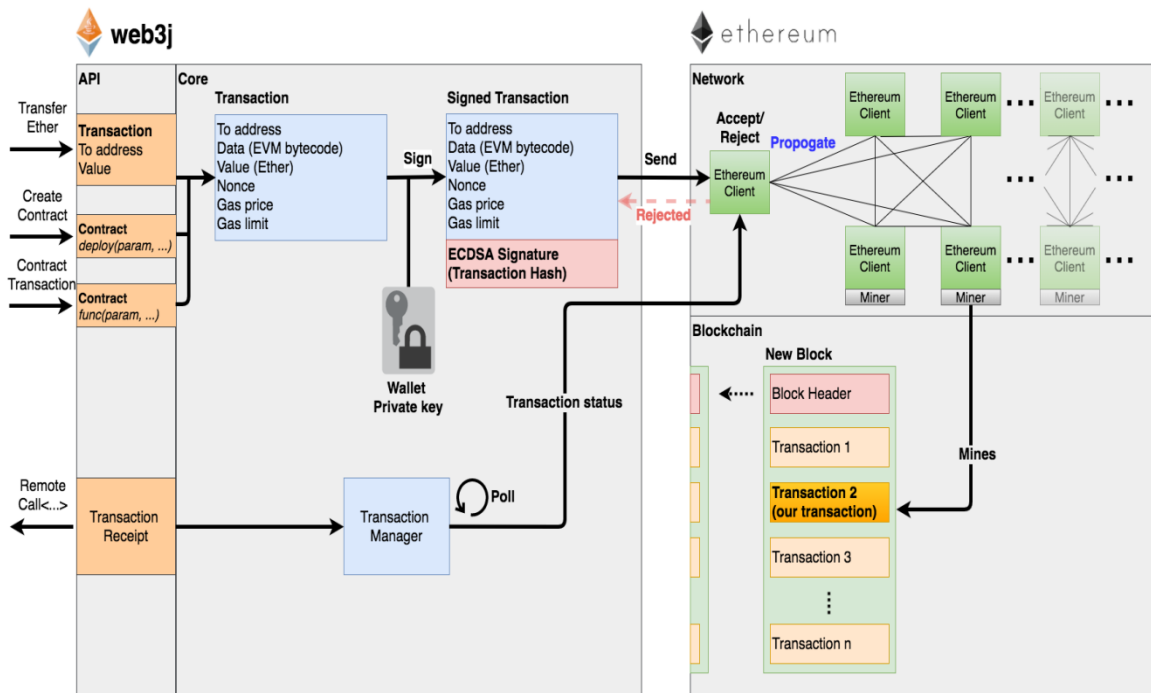 web3j
ethereum
API
Core
Network
Transfer
Ether
Transaction
To address
Value
Create
Contract
Contract
deploy(param, ...)
Contract
Transaction
Contract
func(param, ...)
Transaction
To address
Data (EVM bytecode)
Value (Ether)
Nonce
Gas price
Gas limit
Sign
Wallet
Private key
Signed Transaction
To address
Data (EVM bytecode)
Value (Ether)
Nonce
Gas price
Gas limit
ECDSA Signature
(Transaction Hash)
Send
Rejected
Accept/
Reject
Propogate
Ethereum
Client
Ethereum
Client
Ethereum
Client
Ethereum
Client
Ethereum
Client
Miner
Ethereum
Client
Miner
Ethereum
Client
Miner
Blockchain
New Block
Block Header
Transaction 1
Transaction 2
(our transaction)
Transaction 3
Transaction n
Mines
Transaction status
Remote
Call<...>
Transaction
Receipt
Transaction
Manager
Poll